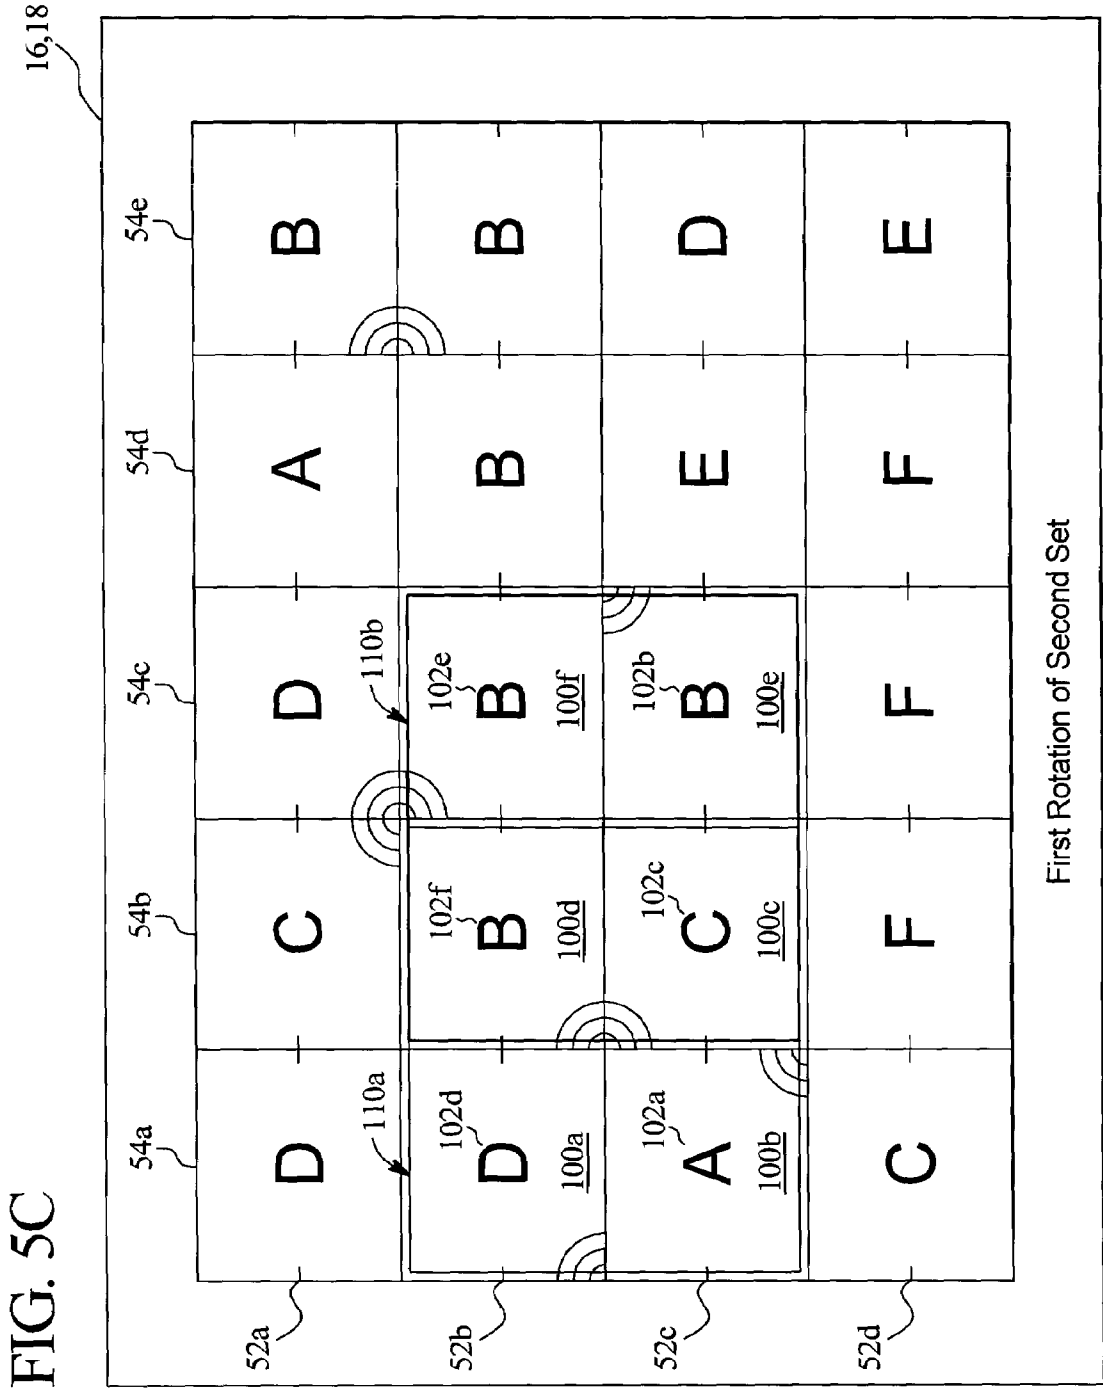 FIG. 5C
16,18
54a 54b 54c 54d 54e
52a
D C D A B
110a 110b
102d 102f 102e
52b
D B B B B
100a 100d 100f
102a 102c 102b
52c
A C B E D
100b 100c 100e
52d
C F F F E
First Rotation of Second Set